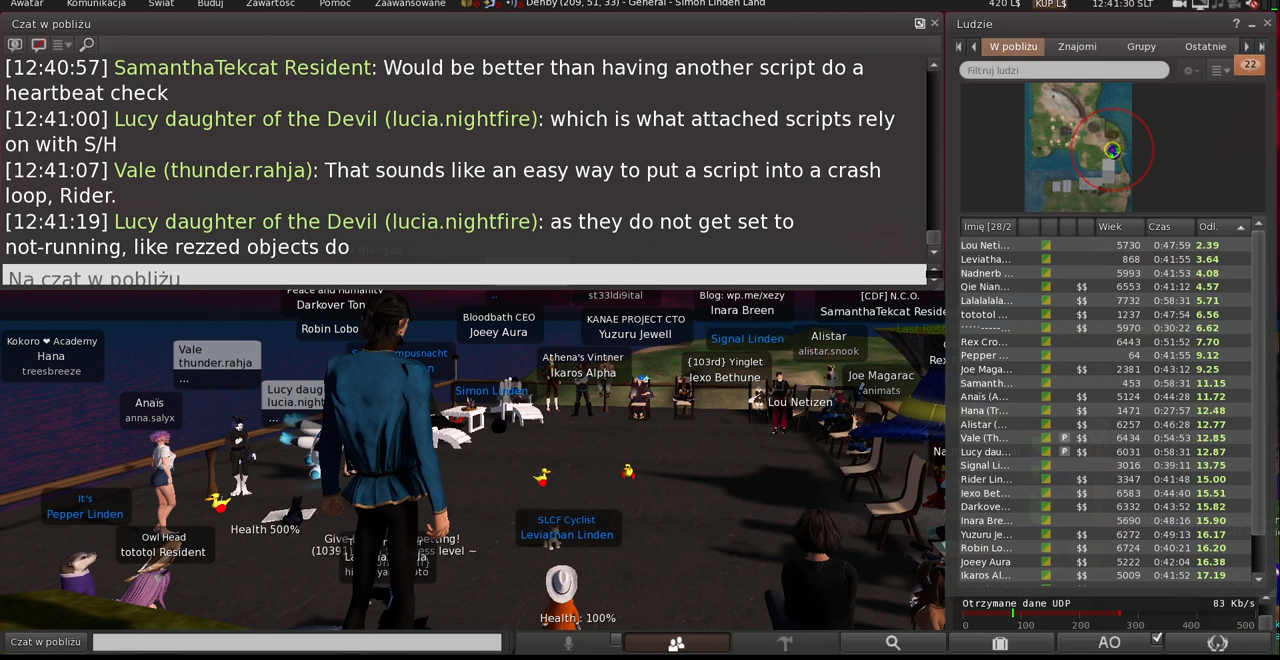 Awatar Komunikacja Świat Buduj Zawartość Pomoc Zaawansowane Denby (209, 51, 33) - General - Simon Linden Land 420 L$ KUP L$ 12:41:30 SLT
Czat w pobliżu
[12:40:57] SamanthaTekcat Resident: Would be better than having another script do a
heartbeat check
[12:41:00] Lucy daughter of the Devil (lucia.nightfire): which is what attached scripts rely
on with S/H
[12:41:07] Vale (thunder.rahja): That sounds like an easy way to put a script into a crash
loop, Rider.
[12:41:19] Lucy daughter of the Devil (lucia.nightfire): as they do not get set to
not-running, like rezzed objects do
Na czat w pobliżu
Peace and Humanity
Darkover Ton
Robin Lobo
Bloodbath CEO
Joeey Aura
st33ldi9ital
KANAE PROJECT CTO
Yuzuru Jewell
Blog: wp.me/xezy
Inara Breen
[CDF] N.C.O.
SamanthaTekcat Reside
Signal Linden
Alistar
alistar.snook
Kokoro ❤ Academy
Hana
treesbreeze
Vale
thunder.rahja
...
Lucy daug
lucia.night
...
Simon Linden
Athena's Vintner
Ikaros Alpha
{103rd} Yinglet
Iexo Bethune
Joe Magarac
animats
Lou Netizen
Anaïs
anna.salyx
It's
Pepper Linden
Owl Head
tototol Resident
Health 500%
SLCF Cyclist
Leviathan Linden
Health : 100%
Czat w pobliżu
Ludzie
? _ ×
W pobliżu Znajomi Grupy Ostatnie
Filtruj ludzi
22
Imię [28/2 Wiek Czas Odl.
Lou Neti... 5730 0:47:59 2.39
Leviatha... 868 0:41:55 3.64
Nadnerb ... 5993 0:41:53 4.08
Qie Nian... $$ 6553 0:41:12 4.57
Lalalalala... $$ 7732 0:58:31 5.71
tototol ... $$ 1237 0:47:54 6.56
$$ 5970 0:30:22 6.62
Rex Cro... 6443 0:51:52 7.70
Pepper ... 64 0:41:55 9.12
Joe Maga... $$ 2381 0:43:12 9.25
Samanth... 453 0:58:31 11.15
Anaïs (A... $$ 5124 0:44:28 11.72
Hana (Tr... $$ 1471 0:27:57 12.48
Alistar (... $$ 6257 0:46:28 12.77
Vale (Th... P $$ 6434 0:54:53 12.85
Lucy dau... P $$ 6031 0:58:31 12.87
Signal Li... 3016 0:39:11 13.75
Rider Lin... $$ 3347 0:41:48 15.00
Iexo Bet... $$ 6583 0:44:40 15.51
Darkove... $$ 6332 0:43:52 15.82
Inara Bre... 5690 0:48:16 15.90
Yuzuru Je... $$ 6272 0:49:13 16.17
Robin Lo... $$ 6724 0:40:21 16.20
Joeey Aura $$ 5222 0:42:04 16.38
Ikaros Al... $$ 5009 0:41:52 17.19
Otrzymane dane UDP 83 Kb/s
0 100 200 300 400 500
AO